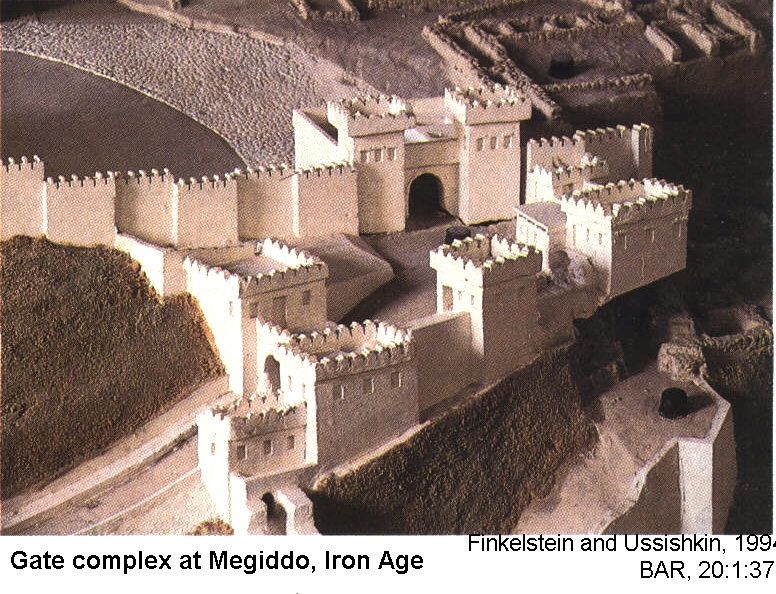 Gate complex at Megiddo, Iron Age
Finkelstein and Ussishkin, 1994
BAR, 20:1:37